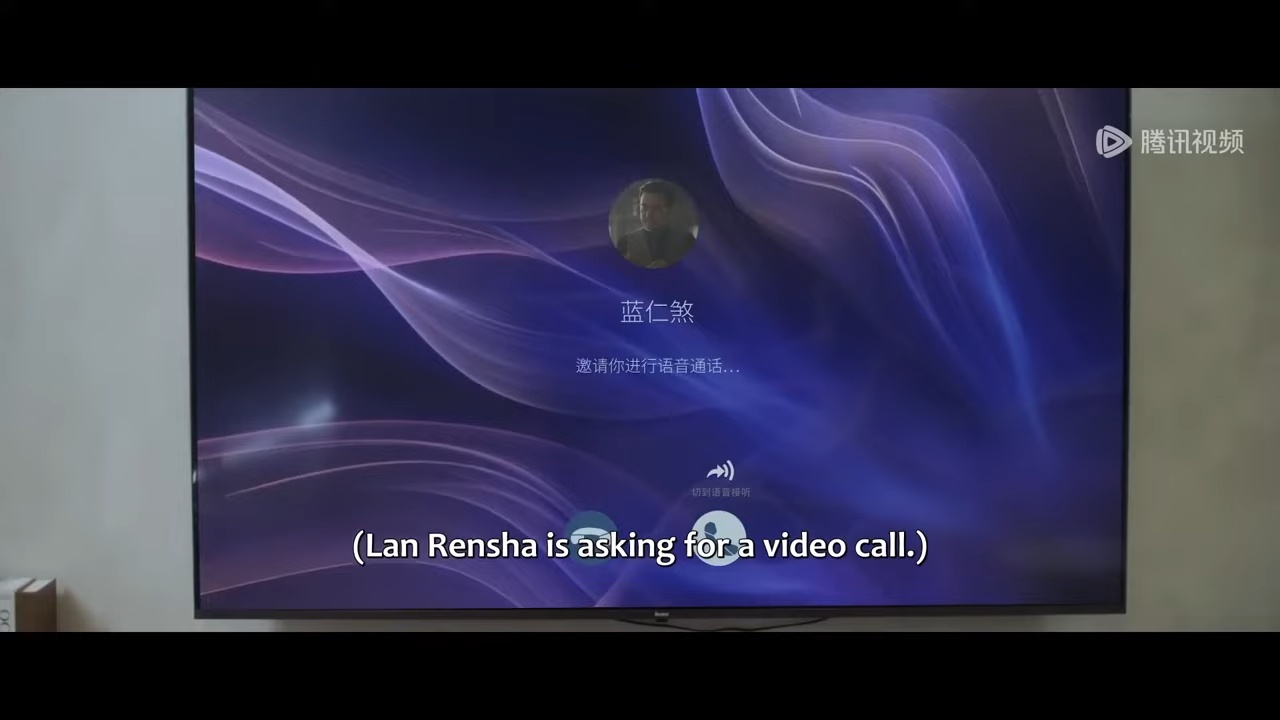 腾讯视频
蓝仁煞
邀请你进行语音通话...
切到语音接听
(Lan Rensha is asking for a video call.)